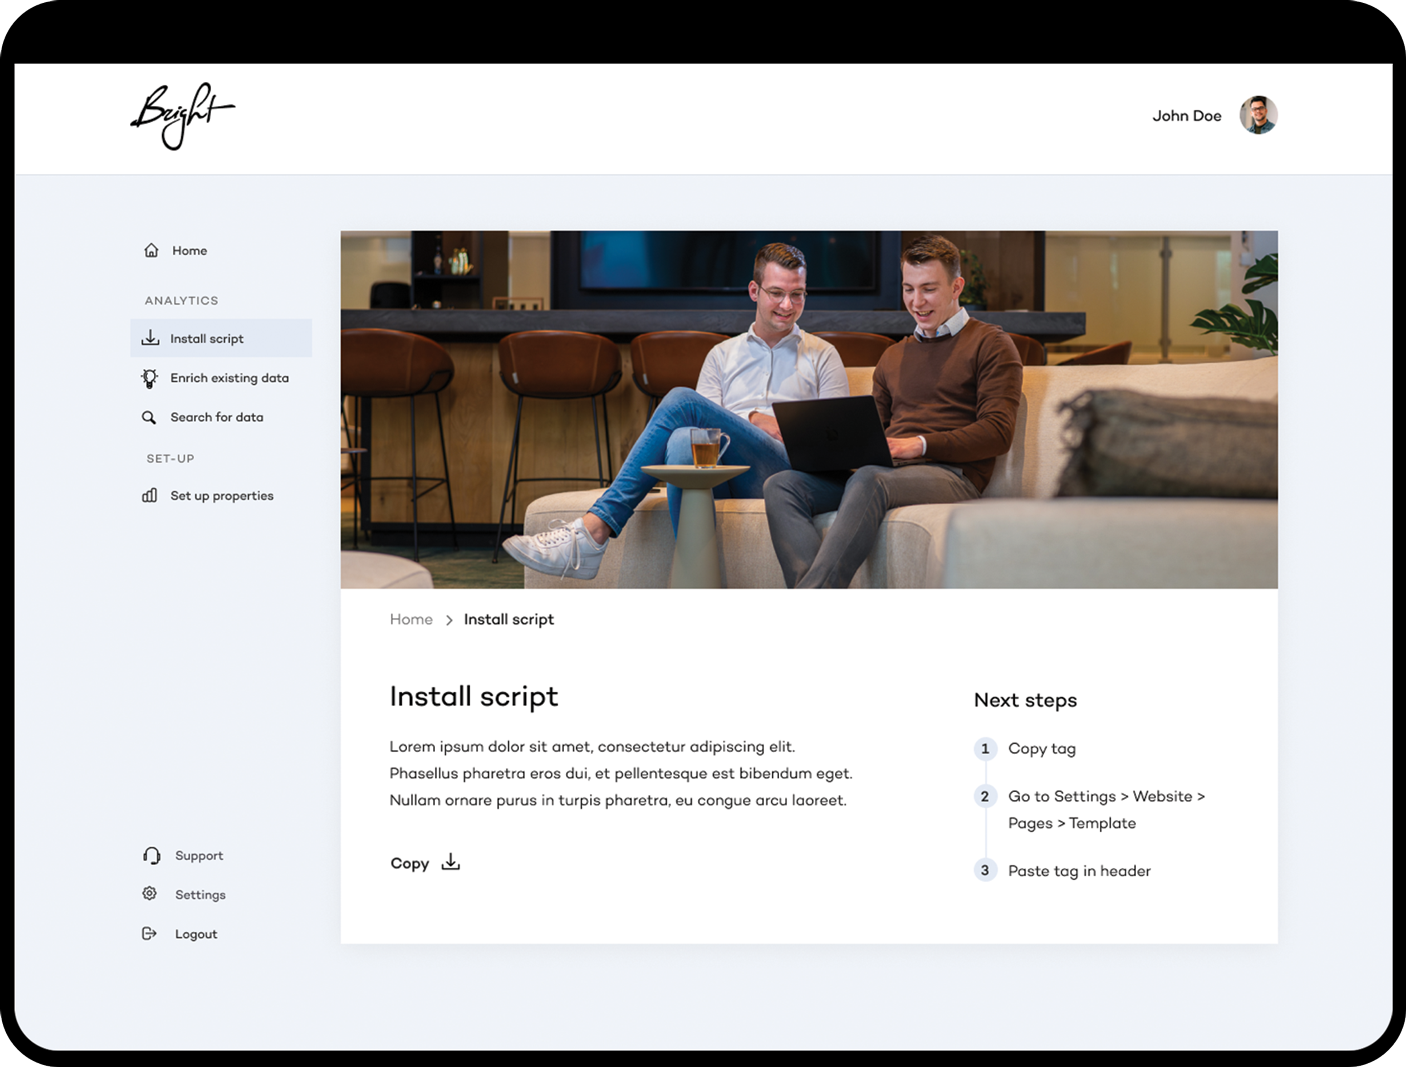 Bright
John Doe
Home
ANALYTICS
Install script
Enrich existing data
Search for data
SET-UP
Set up properties
Support
Settings
Logout
Home > Install script
Install script
Lorem ipsum dolor sit amet, consectetur adipiscing elit.
Phasellus pharetra eros dui, et pellentesque est bibendum eget.
Nullam ornare purus in turpis pharetra, eu congue arcu laoreet.
Copy
Next steps
1 Copy tag
2 Go to Settings > Website >
Pages > Template
3 Paste tag in header